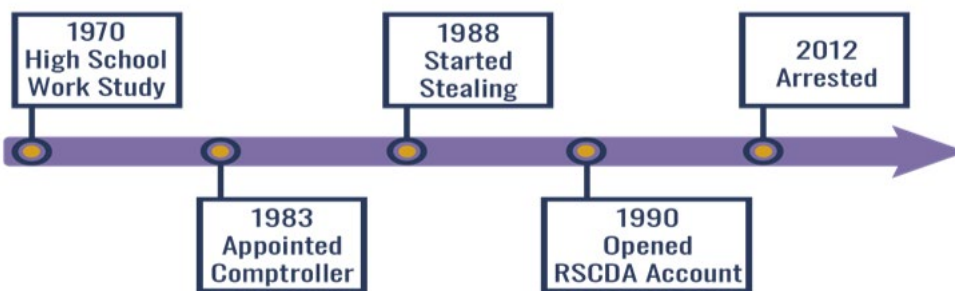 1970
High School
Work Study
1983
Appointed
Comptroller
1988
Started
Stealing
1990
Opened
RSCDA Account
2012
Arrested